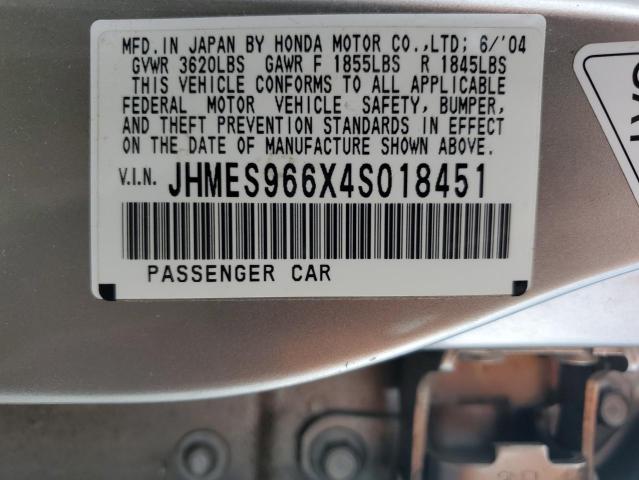 MFD.IN JAPAN BY HONDA MOTOR CO.,LTD; 6/'04
GVWR 3620LBS GAWR F 1855LBS R 1845LBS
THIS VEHICLE CONFORMS TO ALL APPLICABLE
FEDERAL MOTOR VEHICLE SAFETY, BUMPER,
AND THEFT PREVENTION STANDARDS IN EFFECT
ON THE DATE OF MANUFACTURE SHOWN ABOVE.
V.I.N. JHMES966X4S018451
PASSENGER CAR